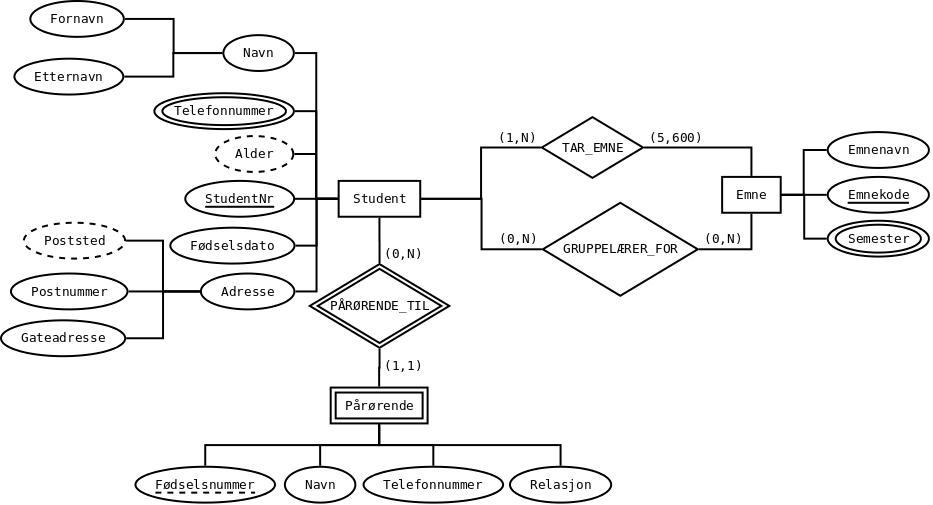 Fornavn
Etternavn
Navn
Telefonnummer
Alder
StudentNr
Fødselsdato
Adresse
Poststed
Postnummer
Gateadresse
Student
(1,N)
TAR_EMNE
(5,600)
(0,N)
GRUPPELÆRER_FOR
(0,N)
Emne
Emnenavn
Emnekode
Semester
(0,N)
PÅRØRENDE_TIL
(1,1)
Pårørende
Fødselsnummer
Navn
Telefonnummer
Relasjon